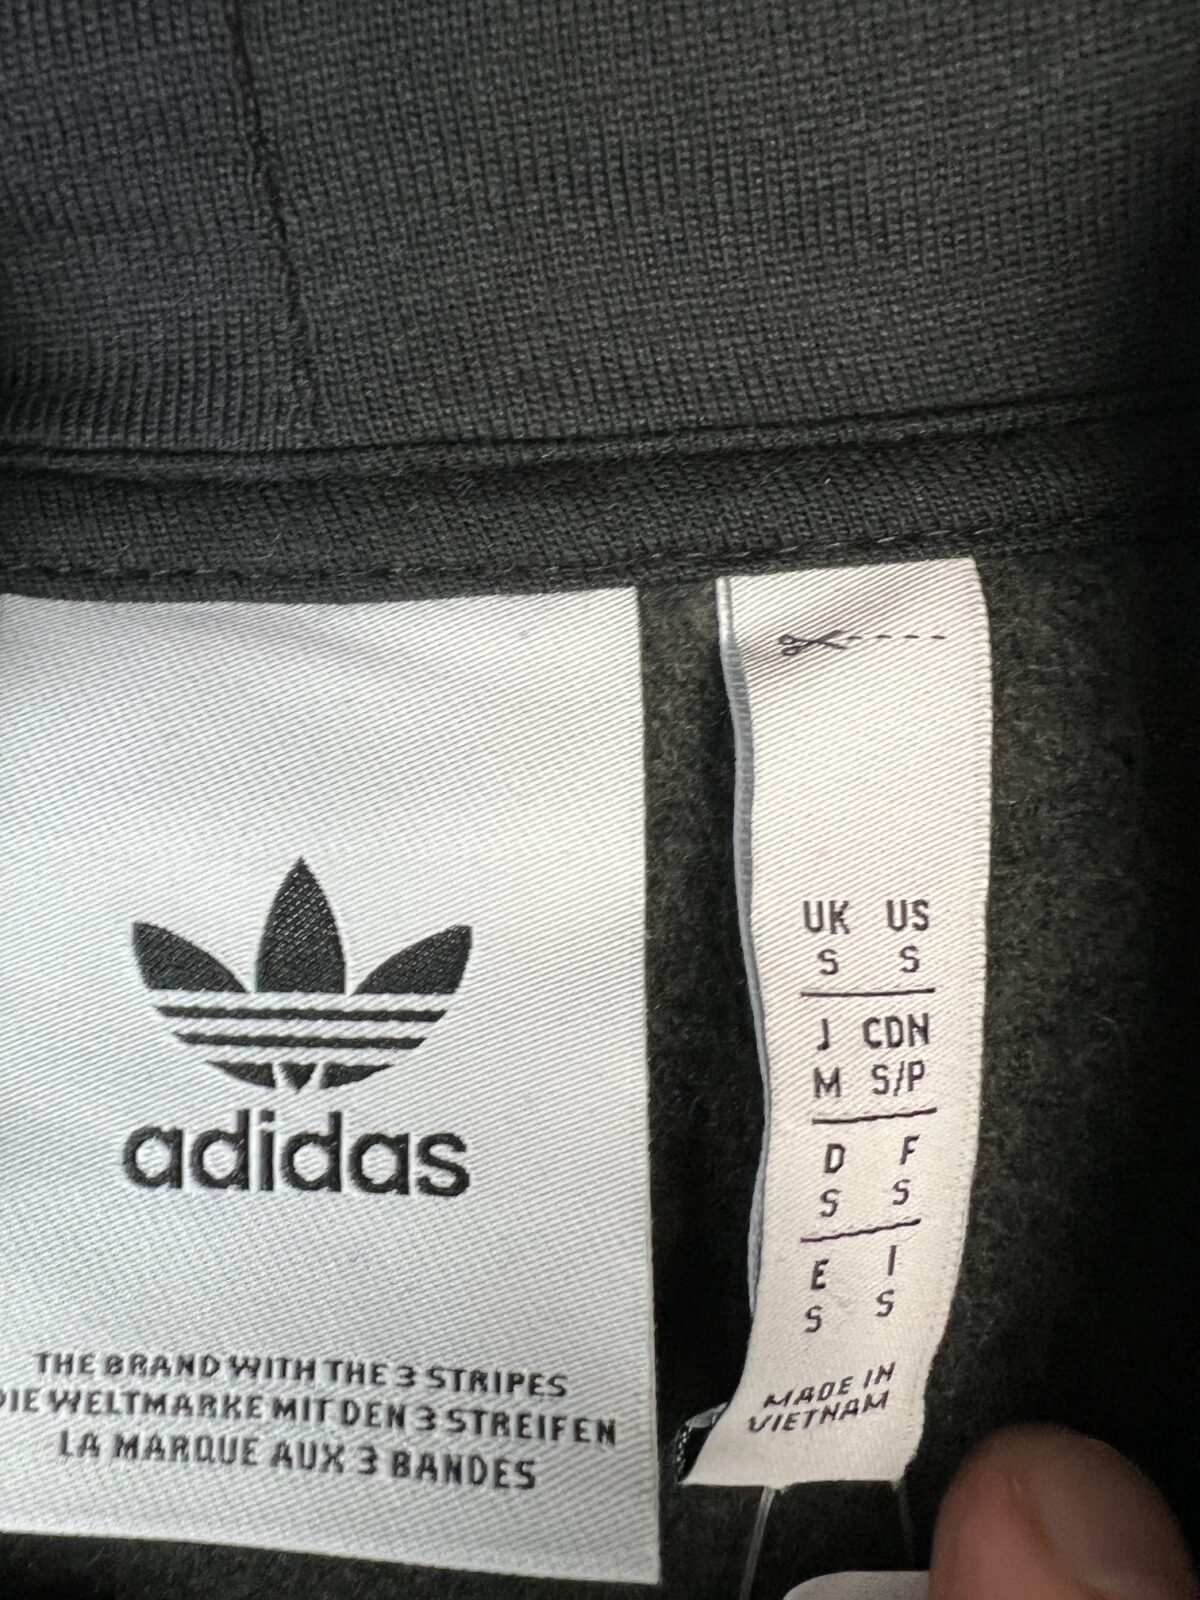 adidas
THE BRAND WITH THE 3 STRIPES
DIE WELTMARKE MIT DEN 3 STREIFEN
LA MARQUE AUX 3 BANDES
UK US
S S
J CDN
M S/P
D F
S S
E I
S S
MADE IN
VIETNAM